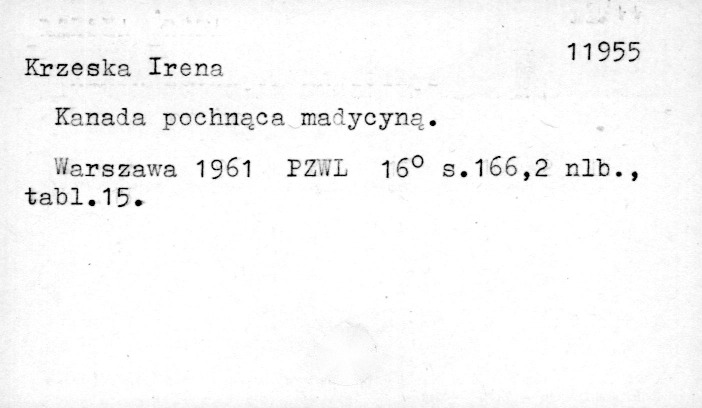 11955
Krzeska Irena
Kanada pochnąca madycyną.
Warszawa 1961 PZWL 16° s.166,2 nlb.,
tabl.15.